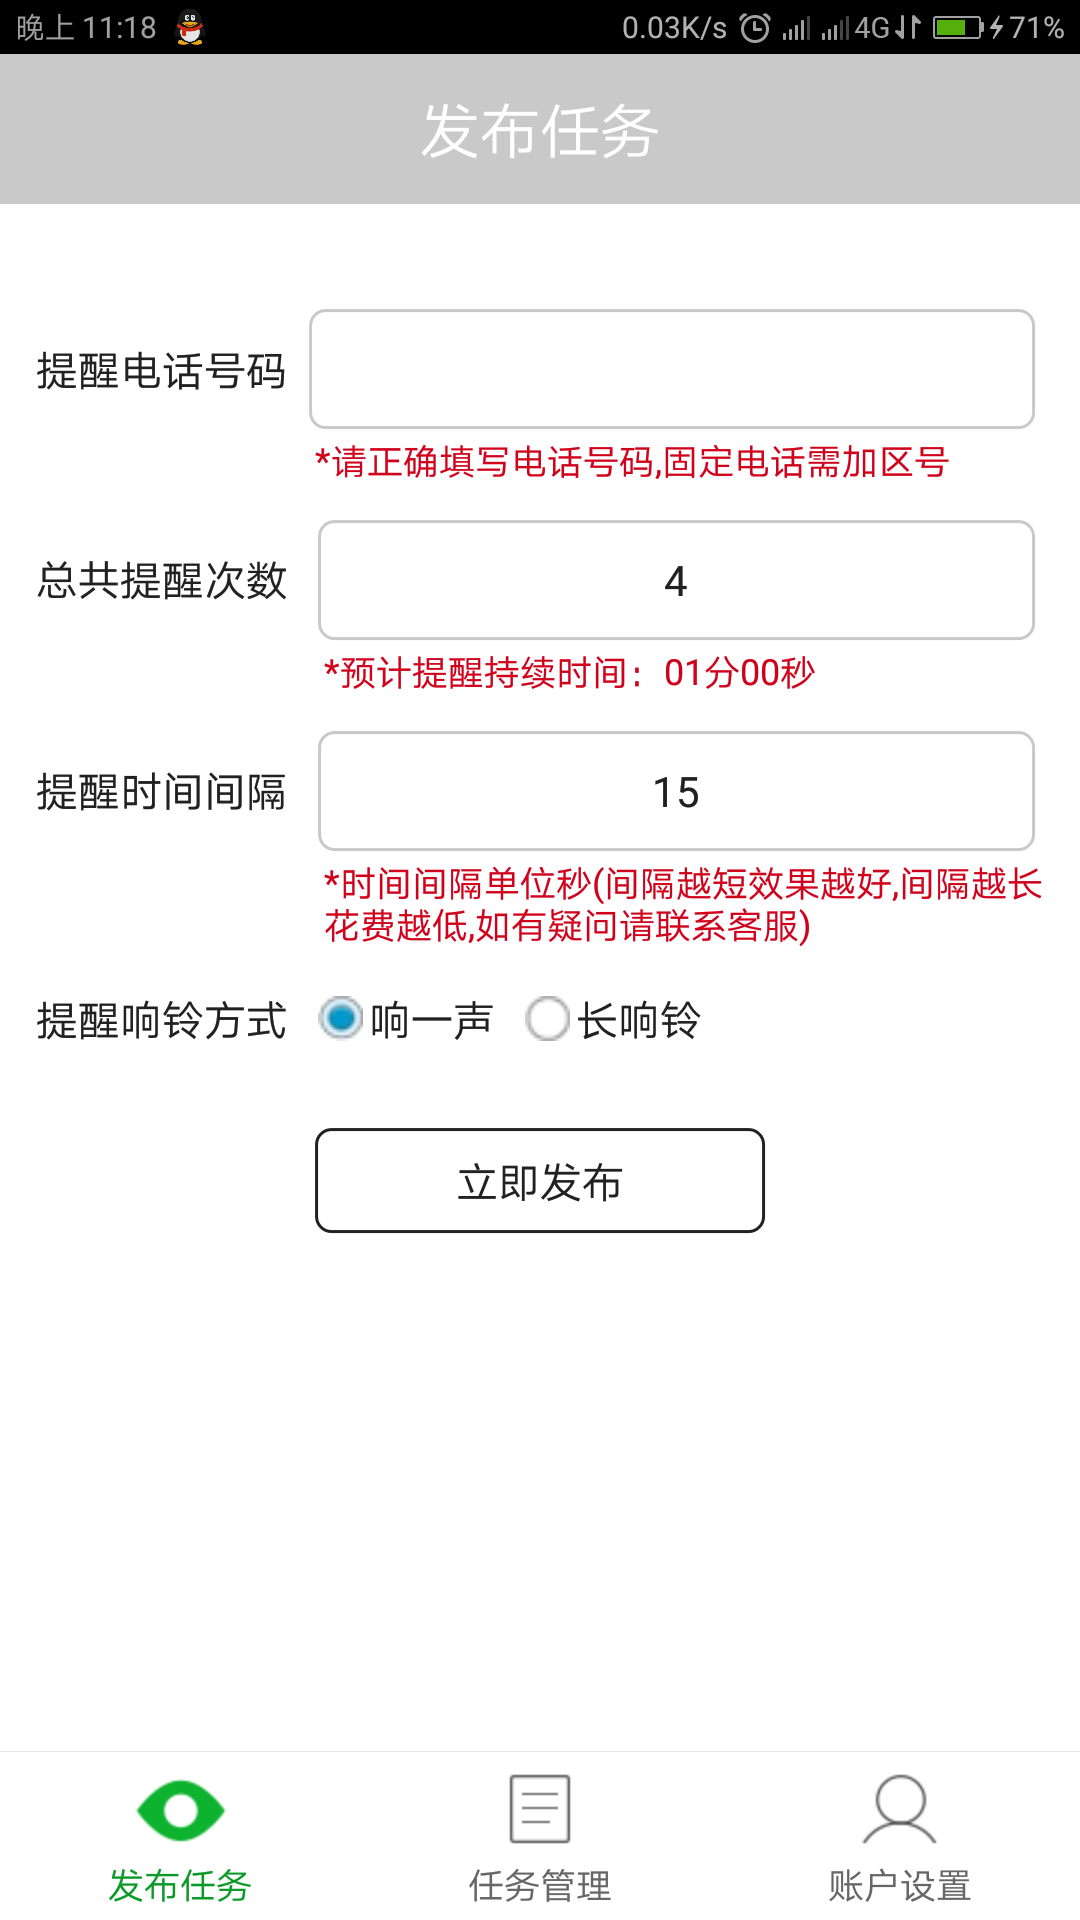 晚上 11:18 0.03K/s 4G 71%
发布任务
提醒电话号码
*请正确填写电话号码,固定电话需加区号
总共提醒次数 4
*预计提醒持续时间：01分00秒
提醒时间间隔 15
*时间间隔单位秒(间隔越短效果越好,间隔越长
花费越低,如有疑问请联系客服)
提醒响铃方式 响一声 长响铃
立即发布
发布任务 任务管理 账户设置